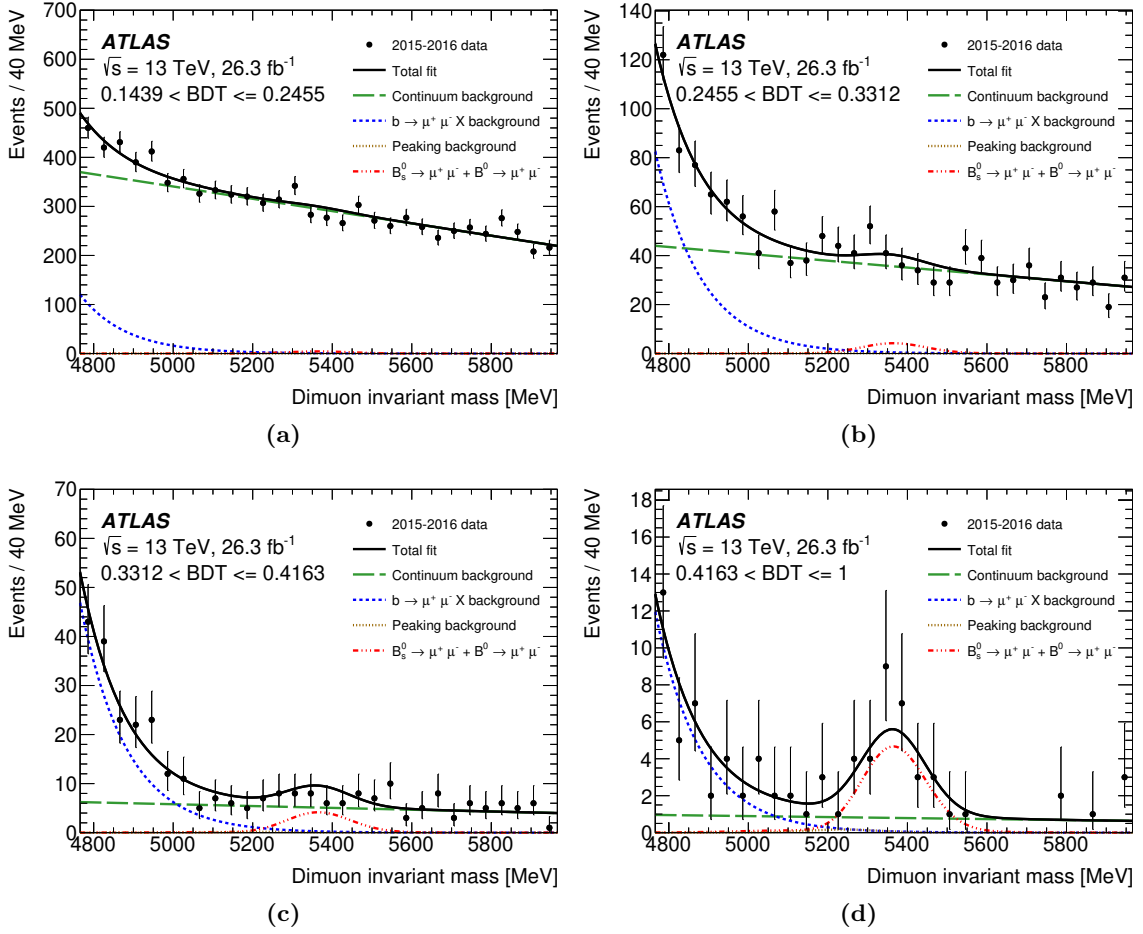 700
600
500
400
300
200
100
0
Events / 40 MeV
ATLAS
√s = 13 TeV, 26.3 fb⁻¹
0.1439 < BDT <= 0.2455
2015-2016 data
Total fit
Continuum background
b → μ⁺ μ⁻ X background
Peaking background
B⁰ₛ → μ⁺ μ⁻ + B⁰ → μ⁺ μ⁻
4800 5000 5200 5400 5600 5800
Dimuon invariant mass [MeV]
(a)
140
120
100
80
60
40
20
0
Events / 40 MeV
ATLAS
√s = 13 TeV, 26.3 fb⁻¹
0.2455 < BDT <= 0.3312
2015-2016 data
Total fit
Continuum background
b → μ⁺ μ⁻ X background
Peaking background
B⁰ₛ → μ⁺ μ⁻ + B⁰ → μ⁺ μ⁻
4800 5000 5200 5400 5600 5800
Dimuon invariant mass [MeV]
(b)
70
60
50
40
30
20
10
0
Events / 40 MeV
ATLAS
√s = 13 TeV, 26.3 fb⁻¹
0.3312 < BDT <= 0.4163
2015-2016 data
Total fit
Continuum background
b → μ⁺ μ⁻ X background
Peaking background
B⁰ₛ → μ⁺ μ⁻ + B⁰ → μ⁺ μ⁻
4800 5000 5200 5400 5600 5800
Dimuon invariant mass [MeV]
(c)
18
16
14
12
10
8
6
4
2
0
Events / 40 MeV
ATLAS
√s = 13 TeV, 26.3 fb⁻¹
0.4163 < BDT <= 1
2015-2016 data
Total fit
Continuum background
b → μ⁺ μ⁻ X background
Peaking background
B⁰ₛ → μ⁺ μ⁻ + B⁰ → μ⁺ μ⁻
4800 5000 5200 5400 5600 5800
Dimuon invariant mass [MeV]
(d)